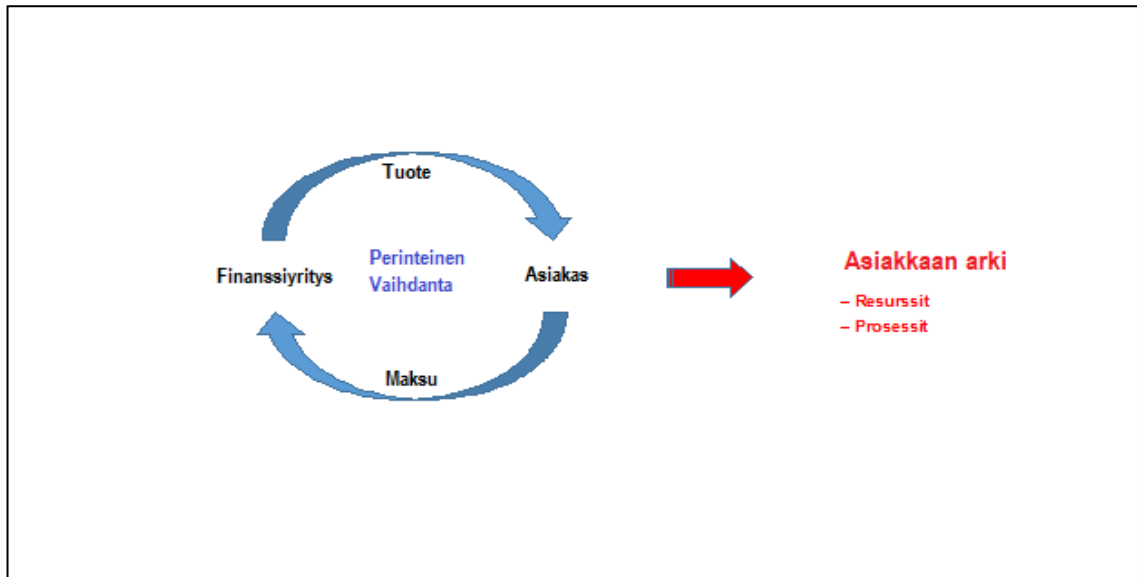 Tuote
Perinteinen
Vaihdanta
Finanssiyritys
Asiakas
Maksu
Asiakkaan arki
– Resurssit
– Prosessit